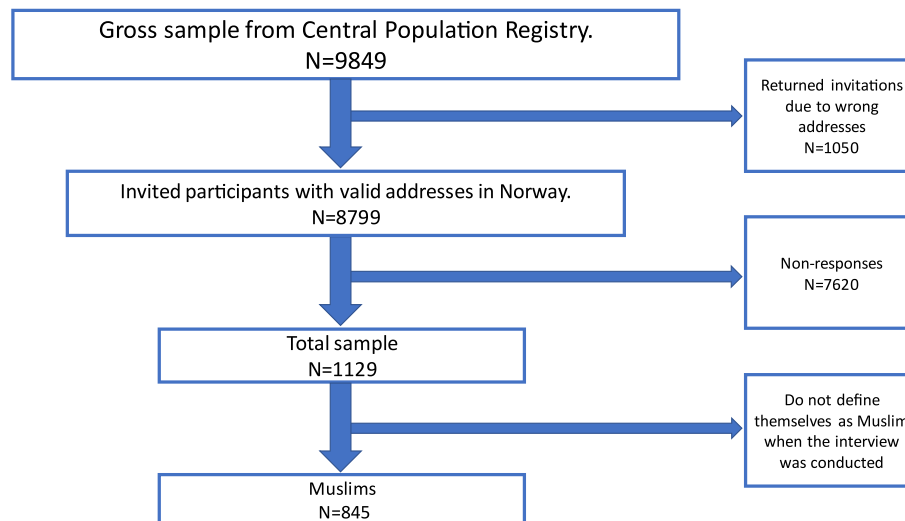 Gross sample from Central Population Registry.
N=9849
Returned invitations
due to wrong
addresses
N=1050
Invited participants with valid addresses in Norway.
N=8799
Non-responses
N=7620
Total sample
N=1129
Do not define
themselves as Muslim
when the interview
was conducted
Muslims
N=845